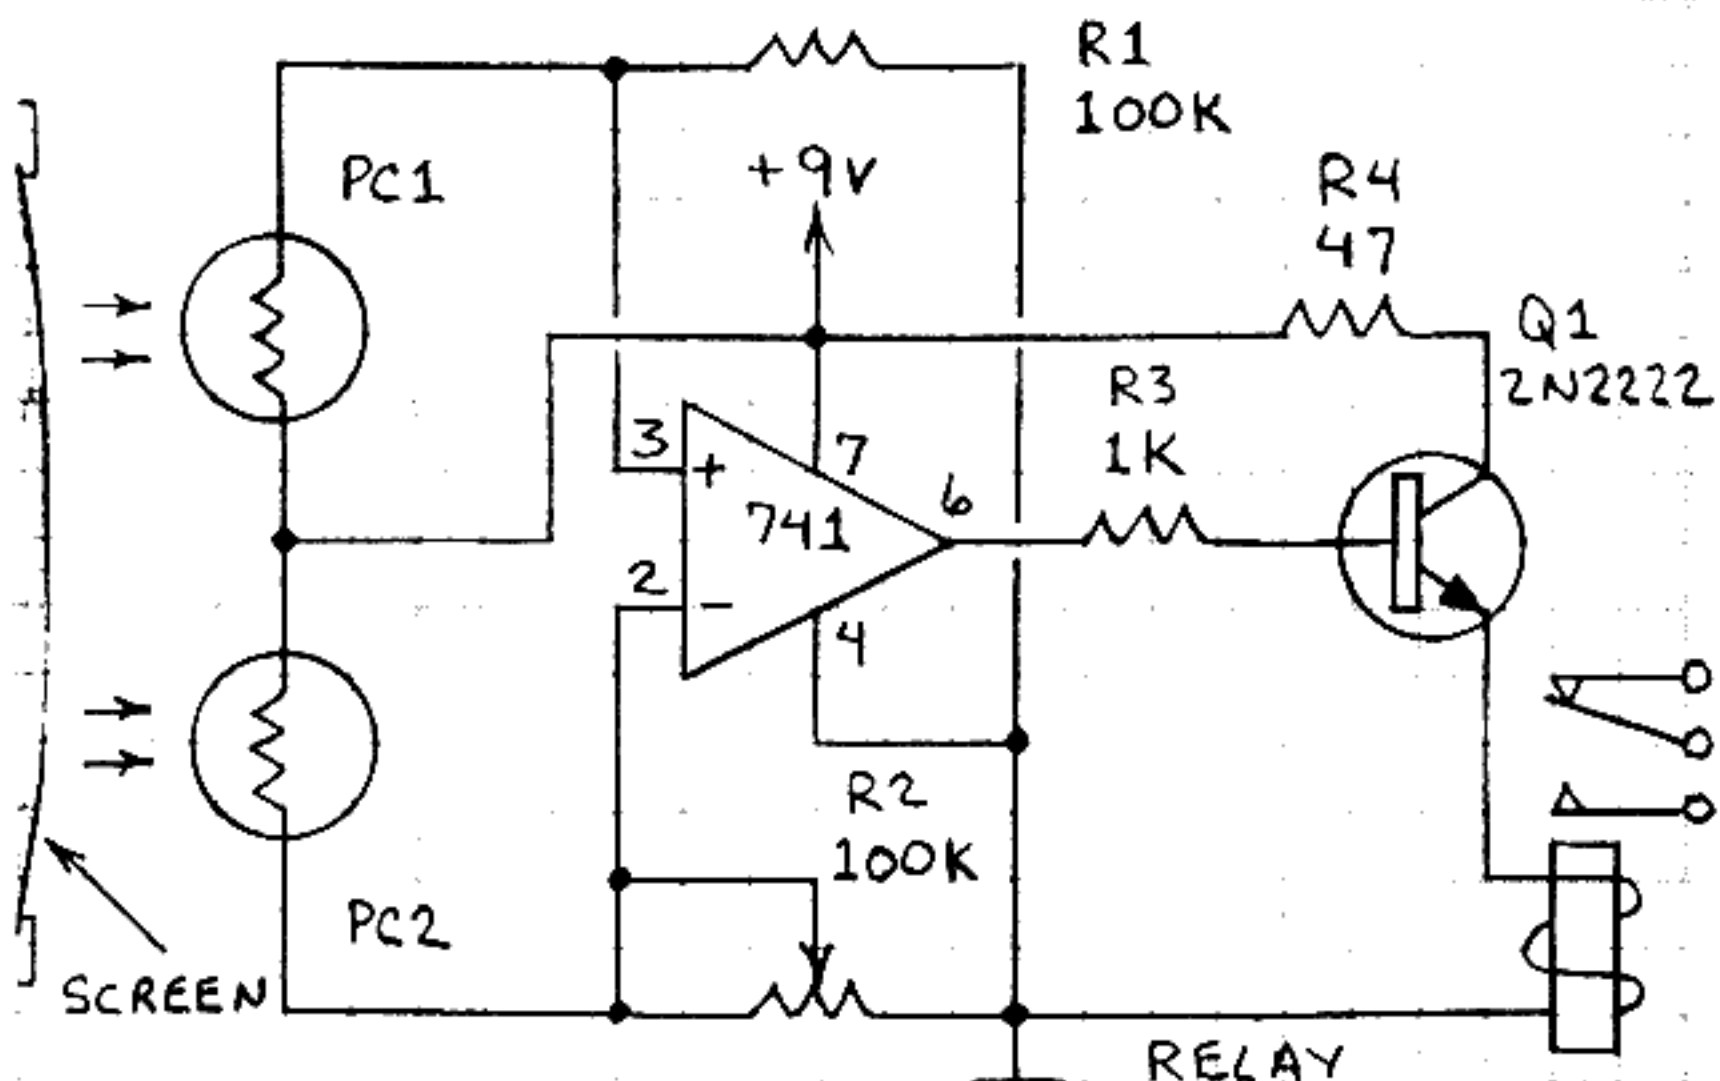 R1
100K
PC1
+9V
R4
47
Q1
2N2222
R3
1K
3
+
7
741
6
2
-
4
R2
100K
PC2
SCREEN
RELAY